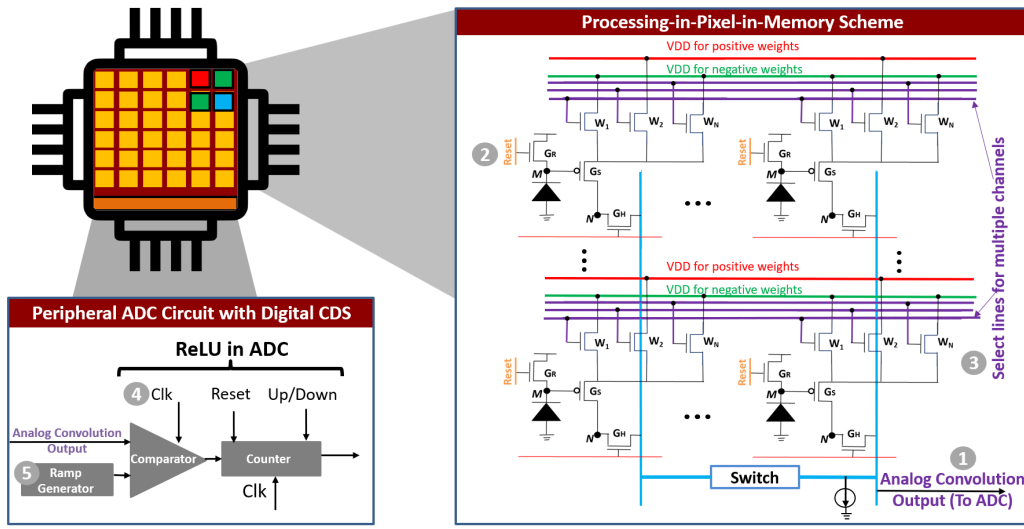 Processing-in-Pixel-in-Memory Scheme
VDD for positive weights
VDD for negative weights
W1 W2 WN W1 W2 WN
2 Reset GR Reset GR
M GS M GS
N GH N GH
VDD for positive weights
VDD for negative weights
W1 W2 WN W1 W2 WN
Reset GR Reset GR
M GS M GS
N GH N GH
Select lines for multiple channels
3
Switch
1
Analog Convolution
Output (To ADC)
Peripheral ADC Circuit with Digital CDS
ReLU in ADC
4 Clk Reset Up/Down
Analog Convolution
Output
Comparator
Counter
5 Ramp
Generator
Clk